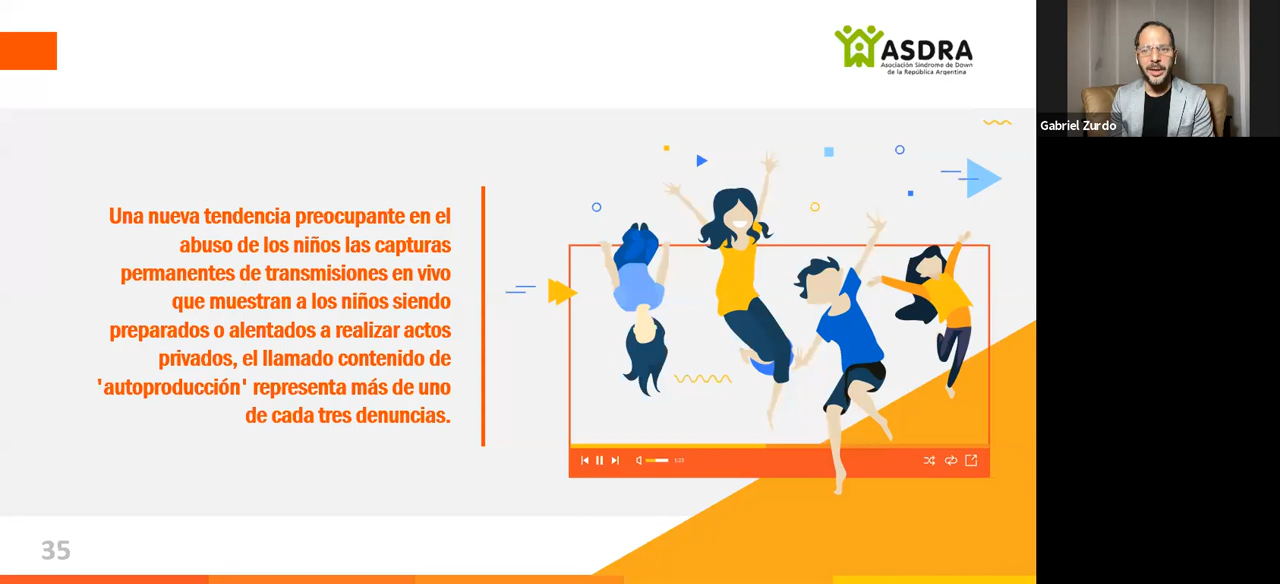 ASDRA
Asociación Síndrome de Down
de la República Argentina
Gabriel Zurdo
Una nueva tendencia preocupante en el
abuso de los niños las capturas
permanentes de transmisiones en vivo
que muestran a los niños siendo
preparados o alentados a realizar actos
privados, el llamado contenido de
'autoproducción' representa más de uno
de cada tres denuncias.
1:23
35